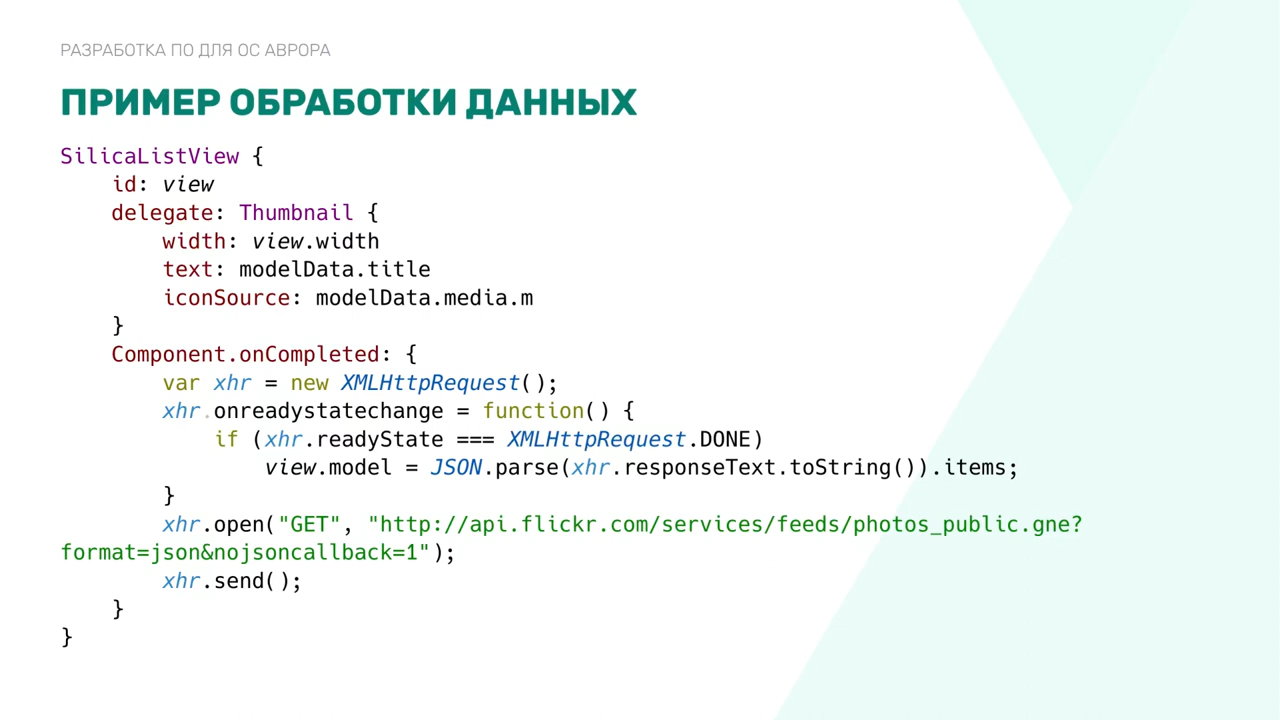 РАЗРАБОТКА ПО ДЛЯ ОС АВРОРА
ПРИМЕР ОБРАБОТКИ ДАННЫХ
SilicaListView {
    id: view
    delegate: Thumbnail {
        width: view.width
        text: modelData.title
        iconSource: modelData.media.m
    }
    Component.onCompleted: {
        var xhr = new XMLHttpRequest();
        xhr.onreadystatechange = function() {
            if (xhr.readyState === XMLHttpRequest.DONE)
                view.model = JSON.parse(xhr.responseText.toString()).items;
        }
        xhr.open("GET", "http://api.flickr.com/services/feeds/photos_public.gne?
format=json&nojsoncallback=1");
        xhr.send();
    }
}